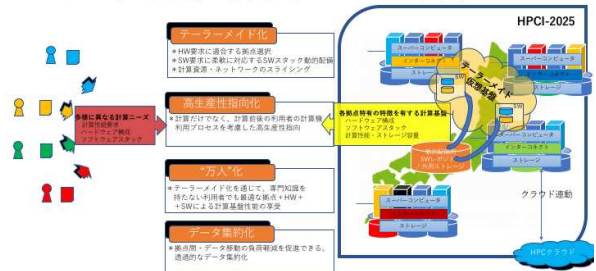 テーラーメイド化
＊HW要求に適合する拠点選択
＊SW要求に柔軟に対応するSWスタック動的配備
＊計算資源・ネットワークのスライシング
高生産性指向化
＊計算だけでなく、計算前後の利用者の計算機
利用プロセスを考慮した高生産性指向
"万人"化
＊テーラーメイド化を通じて、専門知識を
持たない利用者でも最適な拠点＋HW＋
＋SWによる計算基盤性能の享受
データ集約化
＊拠点間・データ移動の負荷軽減を促進できる、
透過的なデータ集約化
多様に異なる計算ニーズ
計算性能要求
ハードウェア構成
ソフトウェアスタック
各拠点特有の特徴を有する計算基盤
ハードウェア構成
ソフトウェアスタック
計算性能・ストレージ容量
HPCI-2025
スーパーコンピュータ
インターコネクト
ストレージ
スーパーコンピュータ
ストレージ
テーラーメイド
仮想基盤
SW
SW
SWレポジトリ
スーパーコンピュータ
インターコネクト
ストレージ
スーパーコンピュータ
ストレージ
クラウド連動
HPCクラウド